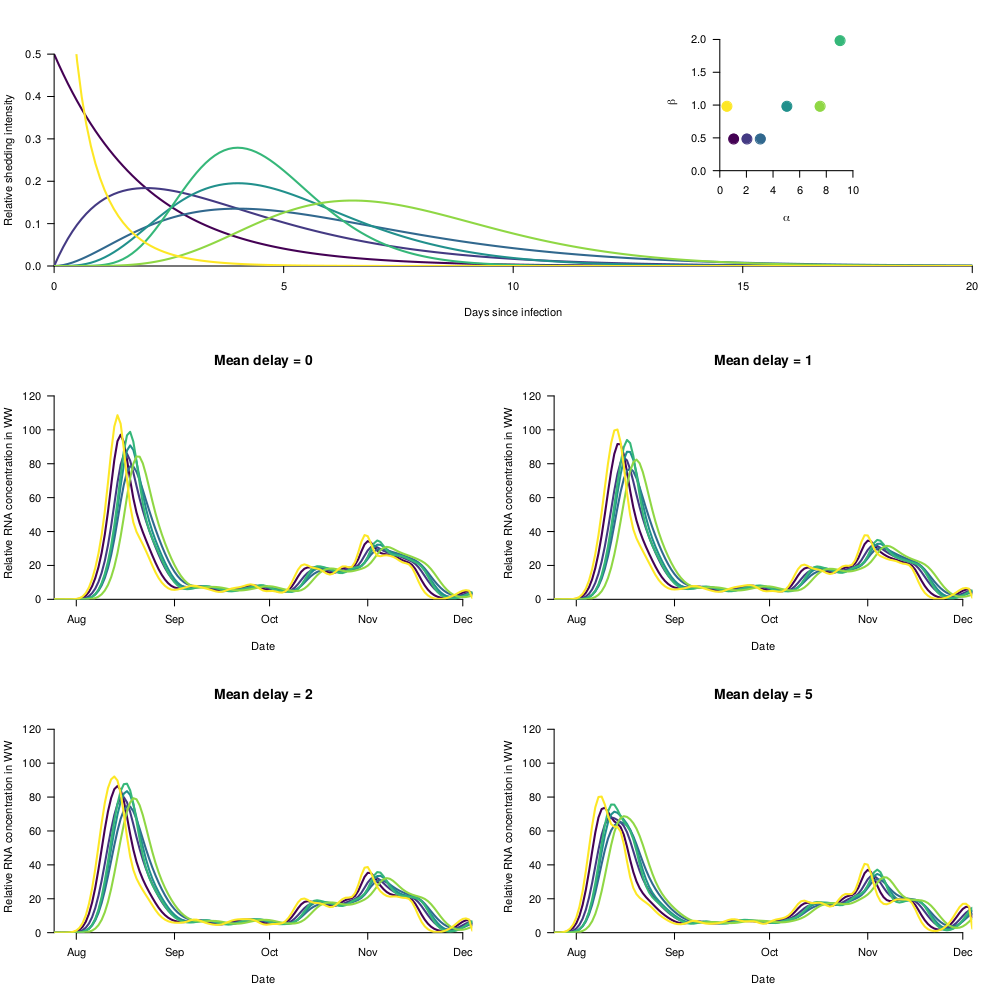 Relative shedding intensity
0.5
0.4
0.3
0.2
0.1
0.0
0 5 10 15 20
Days since infection
β
2.0
1.5
1.0
0.5
0.0
0 2 4 6 8 10
α
Mean delay = 0
Relative RNA concentration in WW
120
100
80
60
40
20
0
Aug Sep Oct Nov Dec
Date
Mean delay = 1
Relative RNA concentration in WW
120
100
80
60
40
20
0
Aug Sep Oct Nov Dec
Date
Mean delay = 2
Relative RNA concentration in WW
120
100
80
60
40
20
0
Aug Sep Oct Nov Dec
Date
Mean delay = 5
Relative RNA concentration in WW
120
100
80
60
40
20
0
Aug Sep Oct Nov Dec
Date